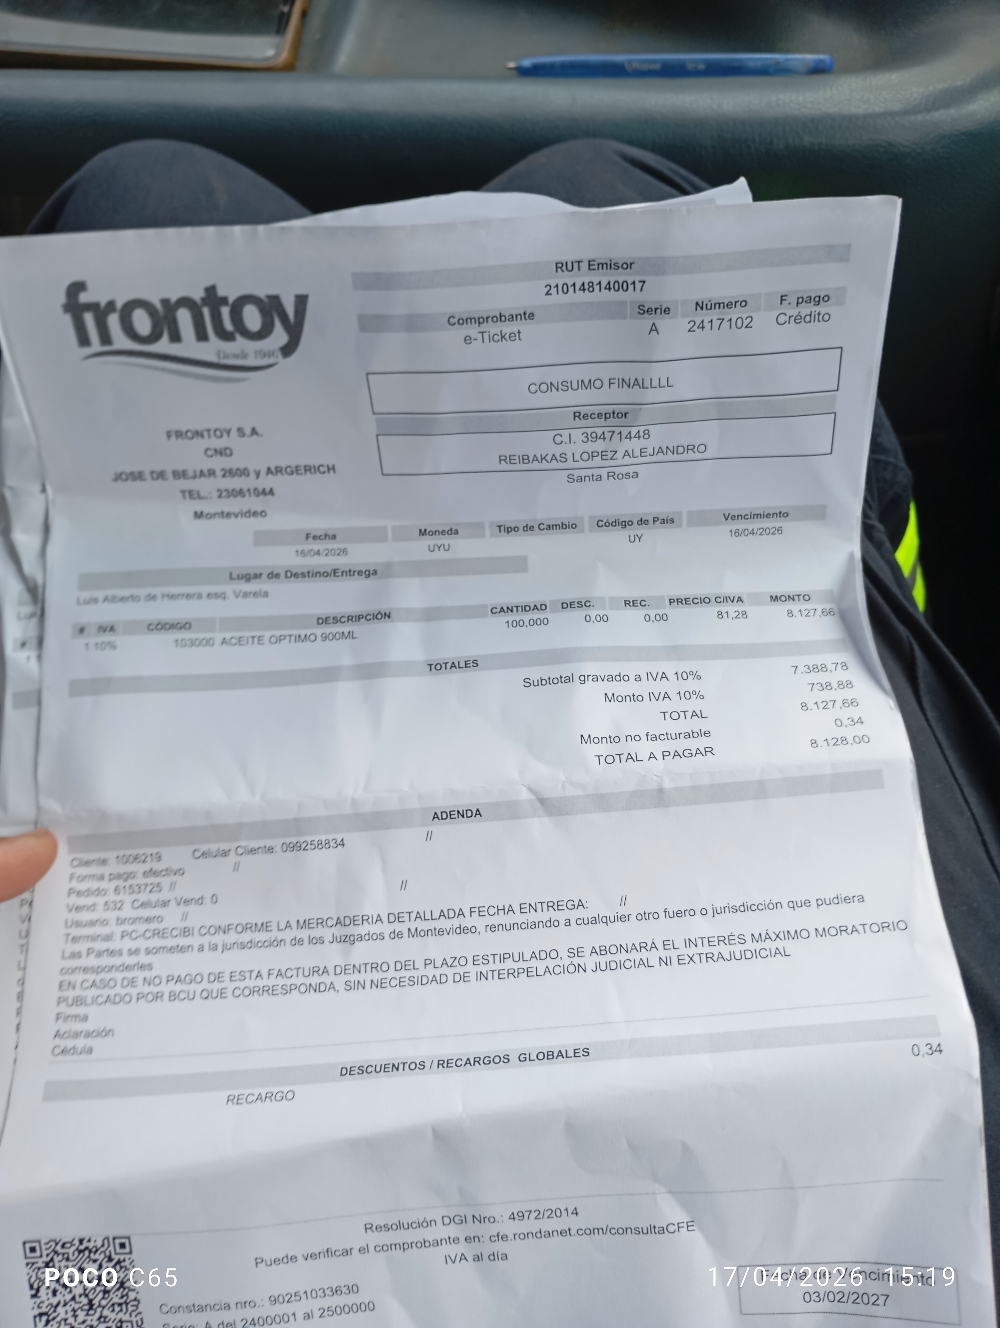 frontoy
Desde 1946
RUT Emisor
210148140017
Comprobante Serie Número F. pago
e-Ticket A 2417102 Crédito
CONSUMO FINALLLL
Receptor
C.I. 39471448
REIBAKAS LOPEZ ALEJANDRO
Santa Rosa
FRONTOY S.A.
CND
JOSE DE BEJAR 2600 y ARGERICH
TEL.: 23061044
Montevideo
Fecha Moneda Tipo de Cambio Código de País Vencimiento
16/04/2026 UYU UY 16/04/2026
Lugar de Destino/Entrega
Luis Alberto de Herrera esq. Varela
# IVA CÓDIGO DESCRIPCIÓN CANTIDAD DESC. REC. PRECIO C/IVA MONTO
1 10% 103000 ACEITE OPTIMO 900ML 100,000 0,00 0,00 81,28 8.127,66
TOTALES
Subtotal gravado a IVA 10% 7.388,78
Monto IVA 10% 738,88
TOTAL 8.127,66
Monto no facturable 0,34
TOTAL A PAGAR 8.128,00
ADENDA
Cliente: 1006219 Celular Cliente: 099258834 //
Forma pago: efectivo //
Pedido: 6153725 //
Vend: 532 Celular Vend: 0 //
Usuario: bromero //
Terminal: PC-CRECIBI CONFORME LA MERCADERIA DETALLADA FECHA ENTREGA: //
Las Partes se someten a la jurisdicción de los Juzgados de Montevideo, renunciando a cualquier otro fuero o jurisdicción que pudiera
corresponderles
EN CASO DE NO PAGO DE ESTA FACTURA DENTRO DEL PLAZO ESTIPULADO, SE ABONARÁ EL INTERÉS MÁXIMO MORATORIO
PUBLICADO POR BCU QUE CORRESPONDA, SIN NECESIDAD DE INTERPELACIÓN JUDICIAL NI EXTRAJUDICIAL
Firma
Aclaración
Cédula
DESCUENTOS / RECARGOS GLOBALES
RECARGO 0,34
Resolución DGI Nro.: 4972/2014
Puede verificar el comprobante en: cfe.rondanet.com/consultaCFE
IVA al día
Constancia nro.: 90251033630
Serie: A del 2400001 al 2500000
Fecha de Vencimiento
03/02/2027
POCO C65
17/04/2026 15:19